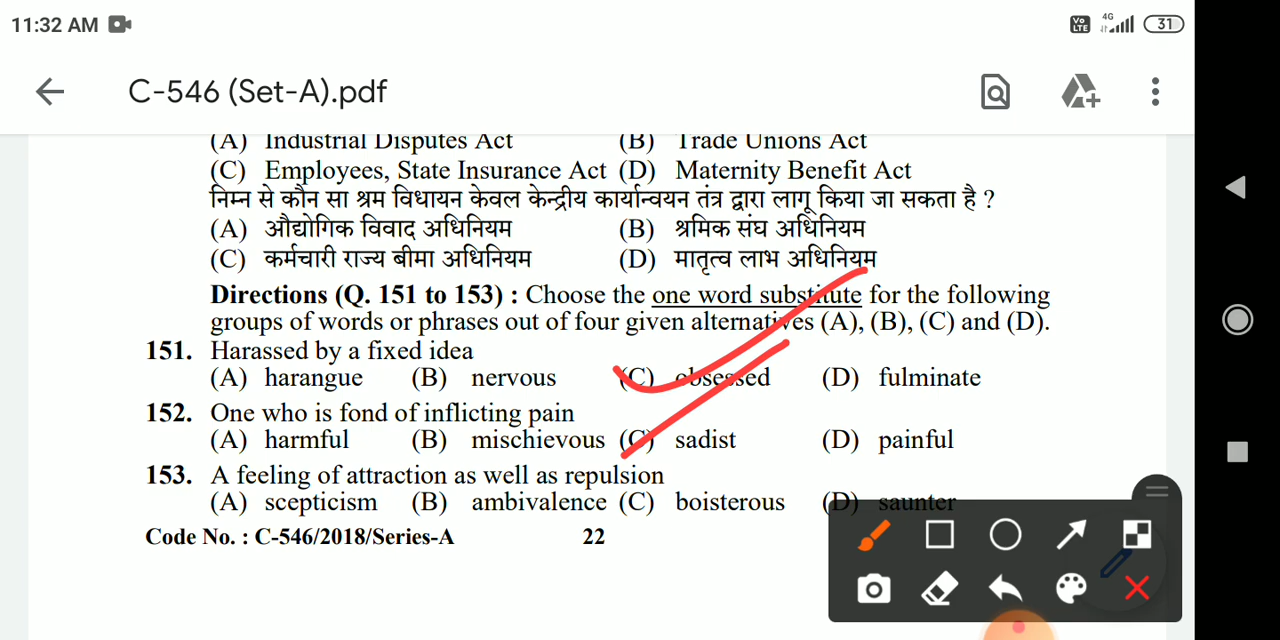 11:32 AM
Vo LTE 4G 31
C-546 (Set-A).pdf
(A) Industrial Disputes Act (B) Trade Unions Act
(C) Employees, State Insurance Act (D) Maternity Benefit Act
निम्न से कौन सा श्रम विधायन केवल केन्द्रीय कार्यान्वयन तंत्र द्वारा लागू किया जा सकता है ?
(A) औद्योगिक विवाद अधिनियम (B) श्रमिक संघ अधिनियम
(C) कर्मचारी राज्य बीमा अधिनियम (D) मातृत्व लाभ अधिनियम
Directions (Q. 151 to 153) : Choose the one word substitute for the following
groups of words or phrases out of four given alternatives (A), (B), (C) and (D).
151. Harassed by a fixed idea
(A) harangue (B) nervous (C) obsessed (D) fulminate
152. One who is fond of inflicting pain
(A) harmful (B) mischievous (C) sadist (D) painful
153. A feeling of attraction as well as repulsion
(A) scepticism (B) ambivalence (C) boisterous (D) saunter
Code No. : C-546/2018/Series-A 22